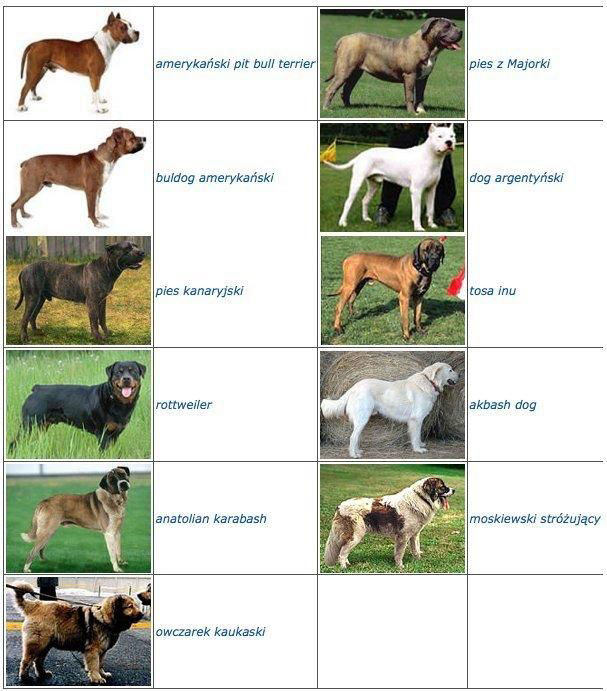 amerykański pit bull terrier
pies z Majorki
buldog amerykański
dog argentyński
pies kanaryjski
tosa inu
rottweiler
akbash dog
anatolian karabash
moskiewski stróżujący
owczarek kaukaski